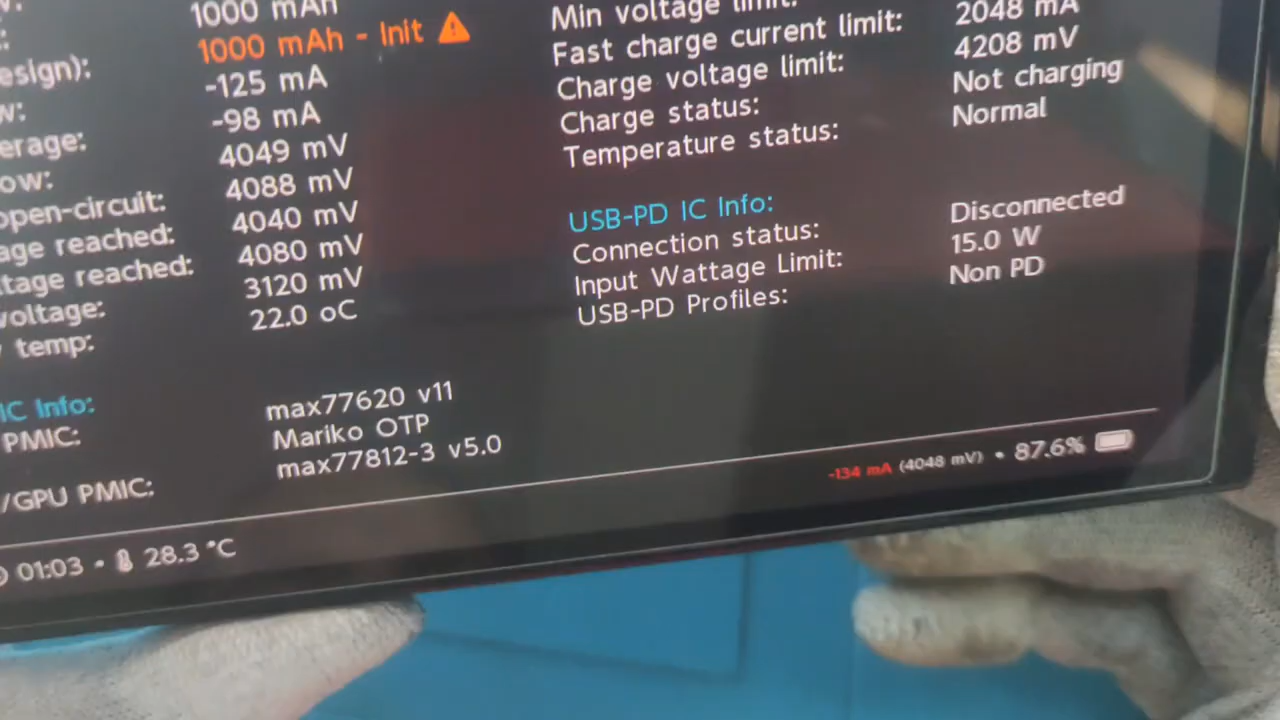 1000 mAh
1000 mAh - Init
esign): -125 mA
w: -98 mA
erage: 4049 mV
ow: 4088 mV
open-circuit: 4040 mV
age reached: 4080 mV
tage reached: 3120 mV
voltage: 22.0 oC
temp:
IC Info:
PMIC: max77620 v11
Mariko OTP
/GPU PMIC: max77812-3 v5.0
Min voltage limit:
Fast charge current limit: 2048 mA
Charge voltage limit: 4208 mV
Charge status: Not charging
Temperature status: Normal
USB-PD IC Info:
Connection status: Disconnected
Input Wattage Limit: 15.0 W
USB-PD Profiles: Non PD
01:03 • 28.3 °C
-134 mA (4048 mV) • 87.6%